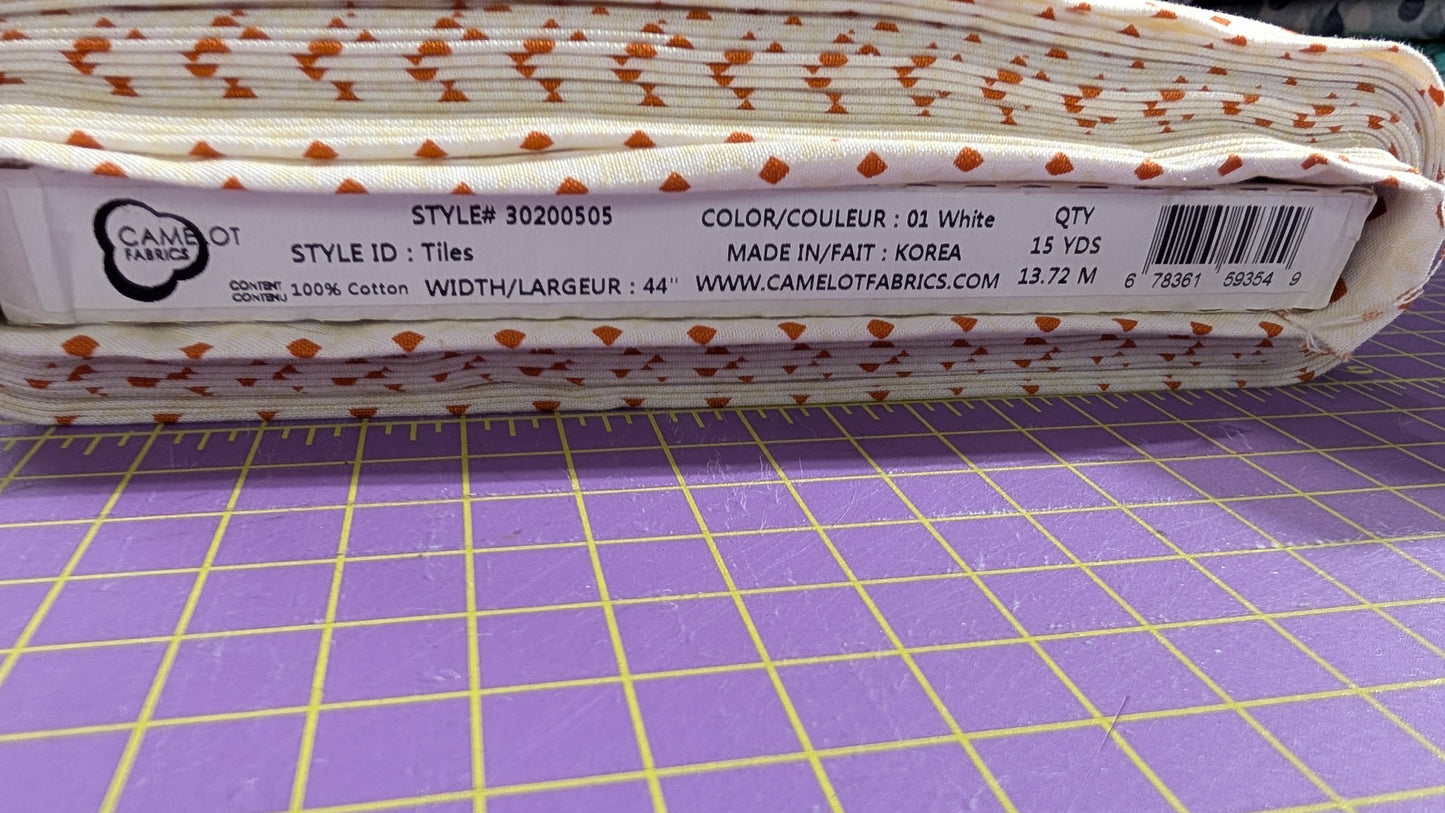 CAMELOT
FABRICS
STYLE# 30200505
STYLE ID : Tiles
CONTENT
CONTENU
100% Cotton
WIDTH/LARGEUR : 44"
COLOR/COULEUR : 01 White
MADE IN/FAIT : KOREA
WWW.CAMELOTFABRICS.COM
QTY
15 YDS
13.72 M
6 78361 59354 9